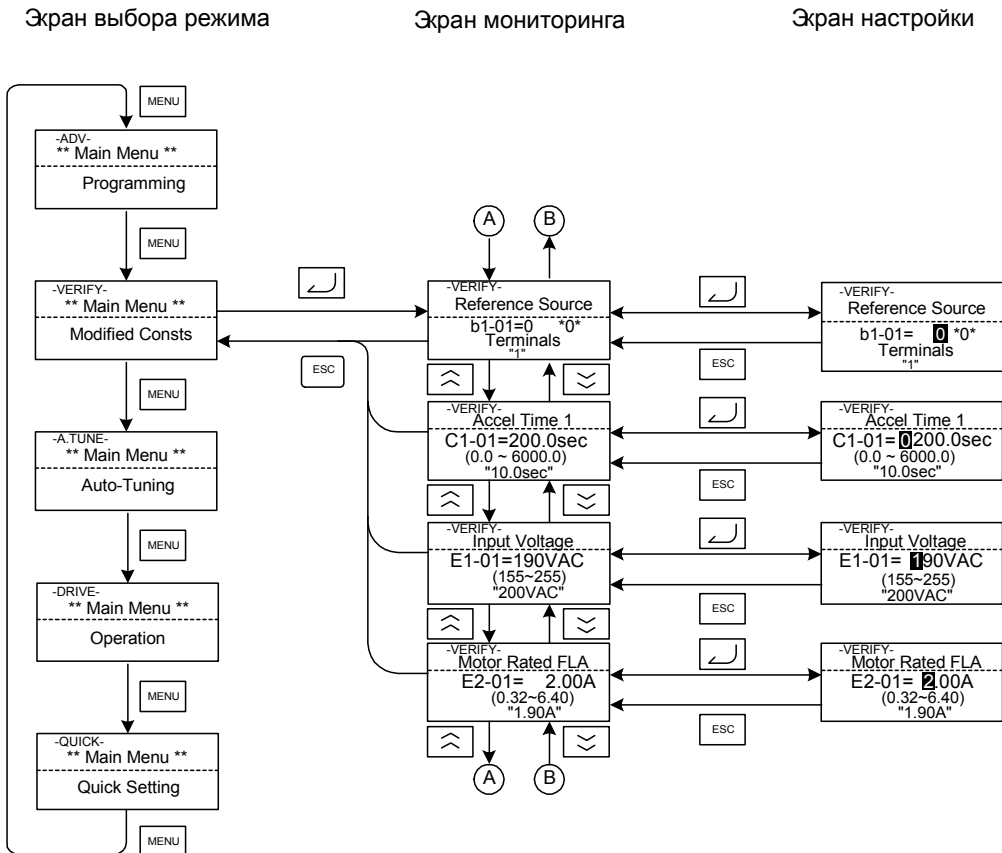 Экран выбора режима
Экран мониторинга
Экран настройки
MENU
-ADV-
** Main Menu **
Programming
MENU
-VERIFY-
** Main Menu **
Modified Consts
MENU
-A.TUNE-
** Main Menu **
Auto-Tuning
MENU
-DRIVE-
** Main Menu **
Operation
MENU
-QUICK-
** Main Menu **
Quick Setting
MENU
ESC
A
B
-VERIFY-
Reference Source
b1-01=0 *0*
Terminals
"1"
-VERIFY-
Accel Time 1
C1-01=200.0sec
(0.0 ~ 6000.0)
"10.0sec"
-VERIFY-
Input Voltage
E1-01=190VAC
(155~255)
"200VAC"
-VERIFY-
Motor Rated FLA
E2-01= 2.00A
(0.32~6.40)
"1.90A"
A
B
ESC
ESC
ESC
ESC
-VERIFY-
Reference Source
b1-01= 0 *0*
Terminals
"1"
-VERIFY-
Accel Time 1
C1-01= 0200.0sec
(0.0 ~ 6000.0)
"10.0sec"
-VERIFY-
Input Voltage
E1-01= 190VAC
(155~255)
"200VAC"
-VERIFY-
Motor Rated FLA
E2-01= 2.00A
(0.32~6.40)
"1.90A"